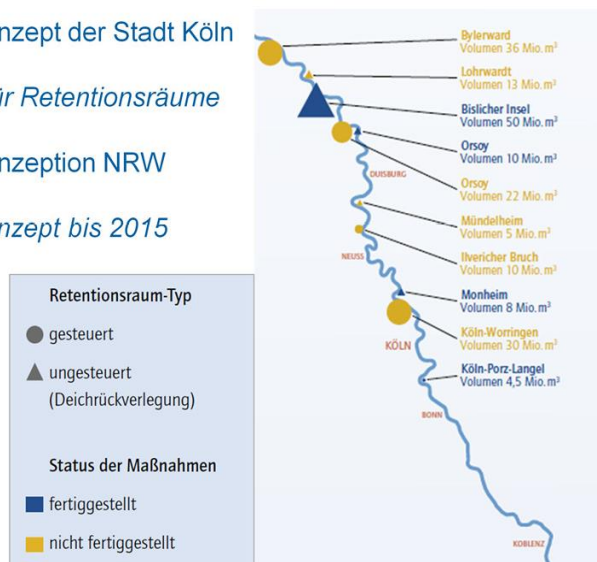 nzept der Stadt Köln
ür Retentionsräume
nzeption NRW
nzept bis 2015
Retentionsraum-Typ
gesteuert
ungesteuert
(Deichrückverlegung)
Status der Maßnahmen
fertiggestellt
nicht fertiggestellt
Bylerward
Volumen 36 Mio. m³
Lohrwardt
Volumen 13 Mio. m³
Bislicher Insel
Volumen 50 Mio. m³
Orsoy
Volumen 10 Mio. m³
Orsoy
Volumen 22 Mio. m³
Mündelheim
Volumen 5 Mio. m³
Ilvericher Bruch
Volumen 10 Mio. m³
Monheim
Volumen 8 Mio. m³
Köln-Worringen
Volumen 30 Mio. m³
Köln-Porz-Langel
Volumen 4,5 Mio. m³
DUISBURG
NEUSS
KÖLN
BONN
KOBLENZ